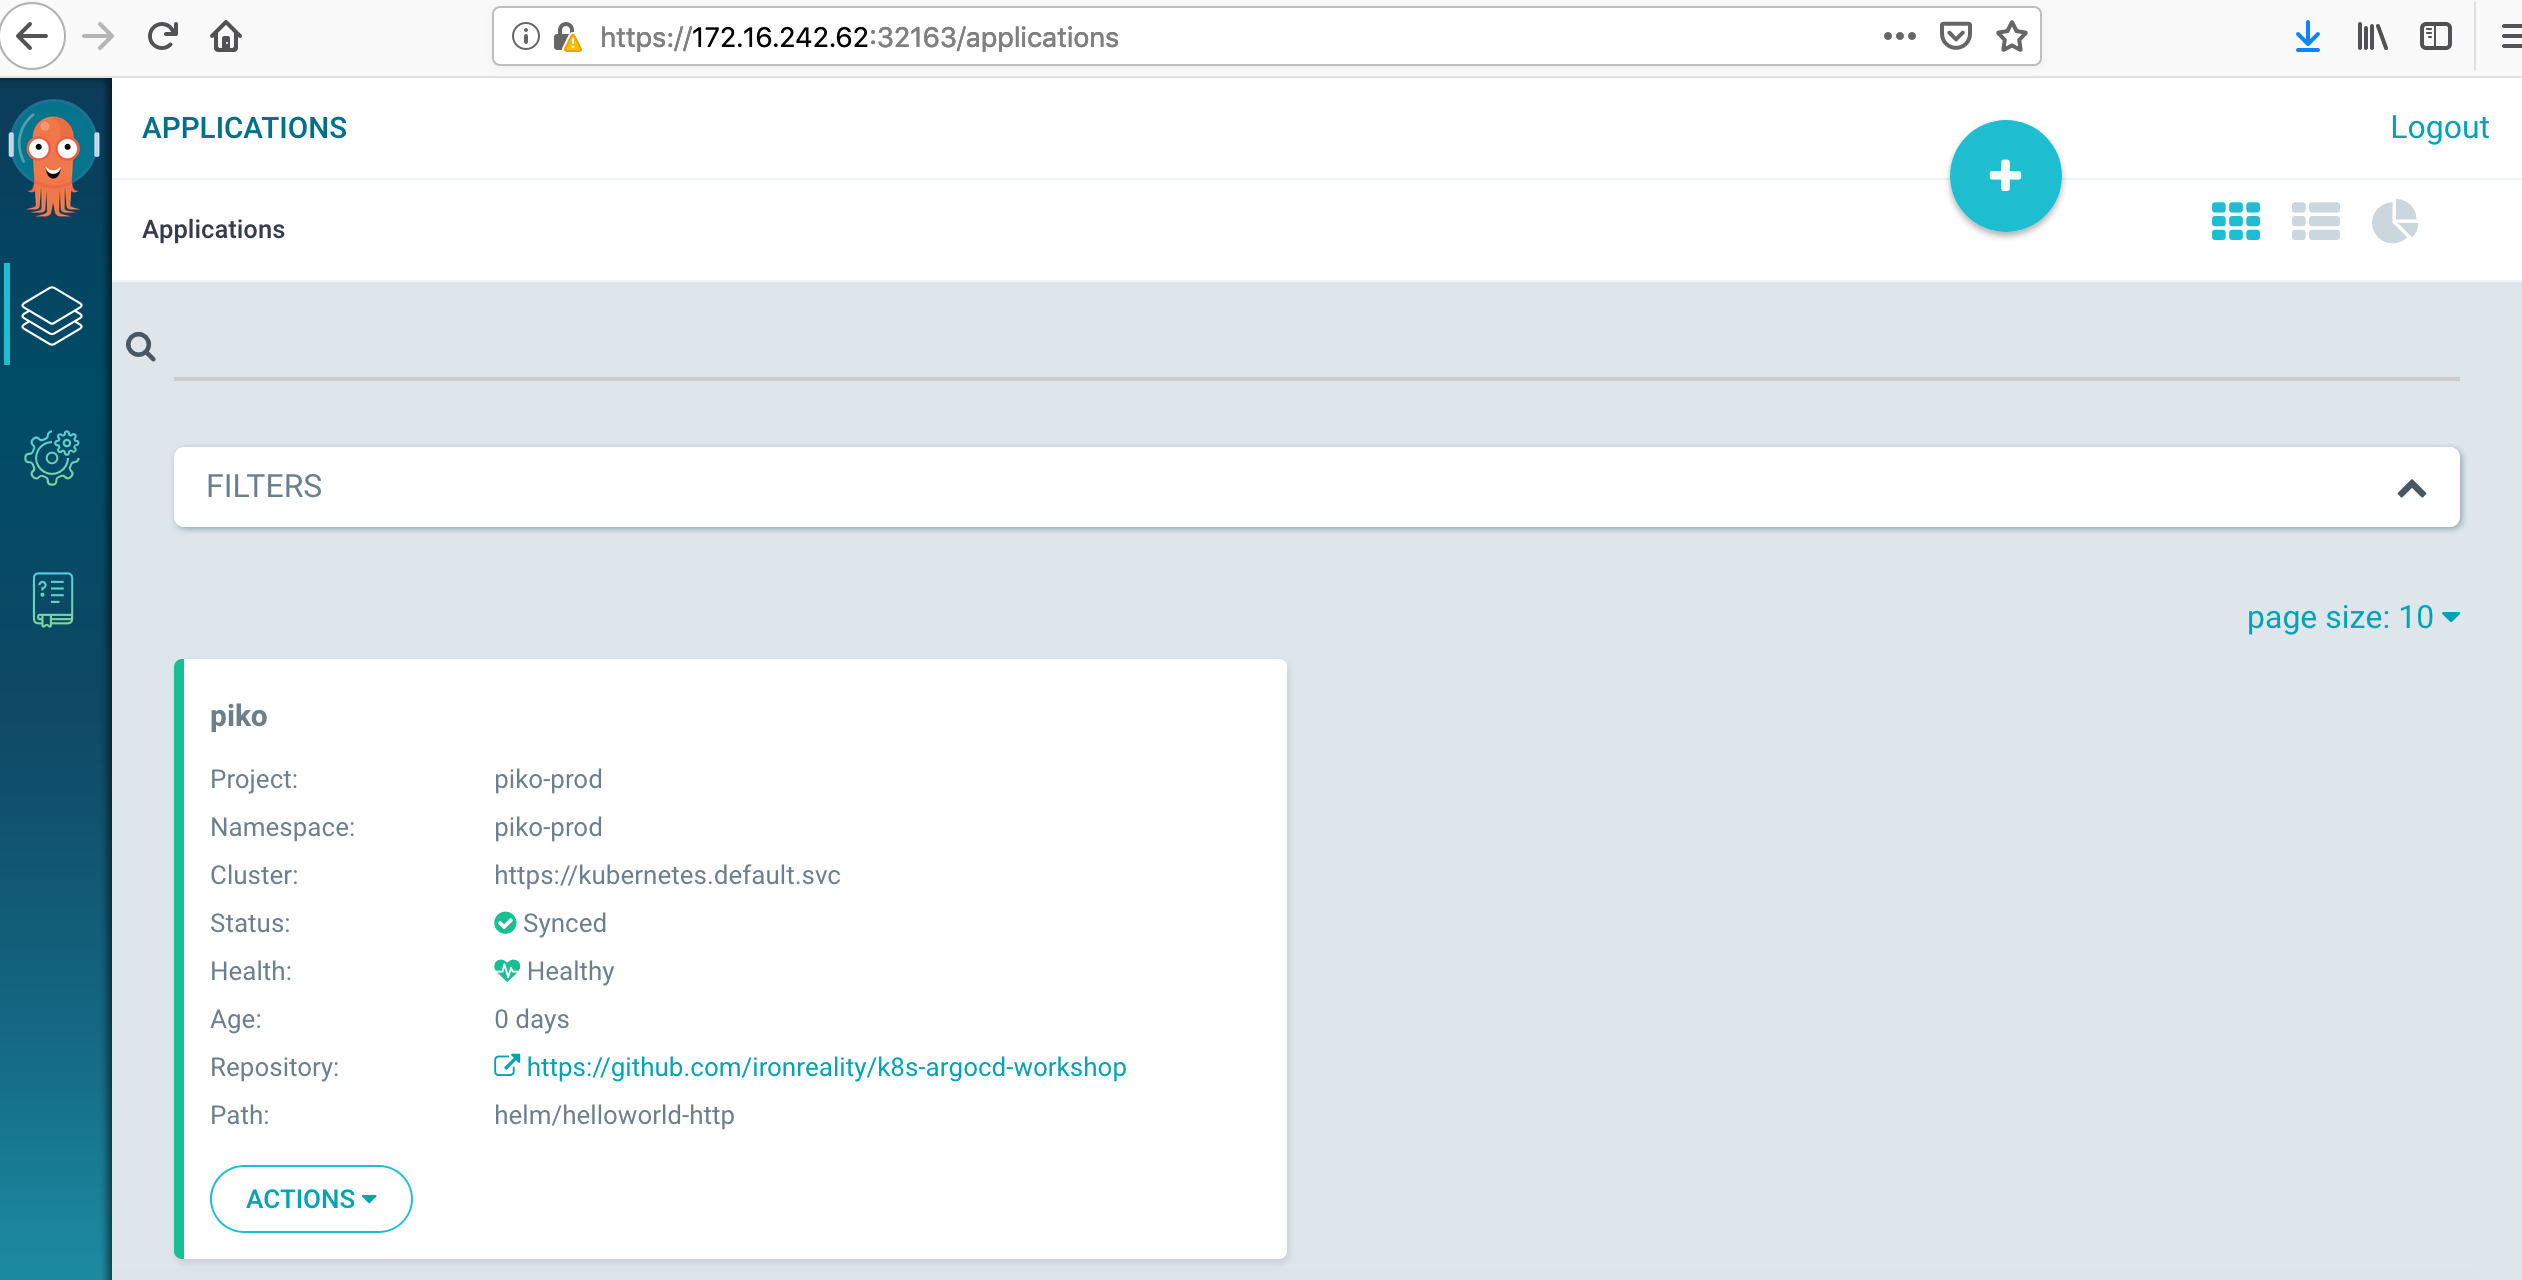 https://172.16.242.62:32163/applications
APPLICATIONS
Logout
Applications
FILTERS
page size: 10
piko
Project: piko-prod
Namespace: piko-prod
Cluster: https://kubernetes.default.svc
Status: Synced
Health: Healthy
Age: 0 days
Repository: https://github.com/ironreality/k8s-argocd-workshop
Path: helm/helloworld-http
ACTIONS